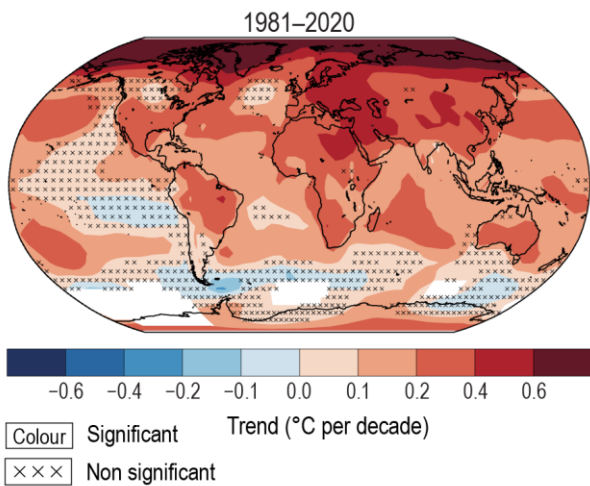 1981–2020
−0.6 −0.4 −0.2 −0.1 0.0 0.1 0.2 0.4 0.6
Trend (°C per decade)
Colour Significant
××× Non significant